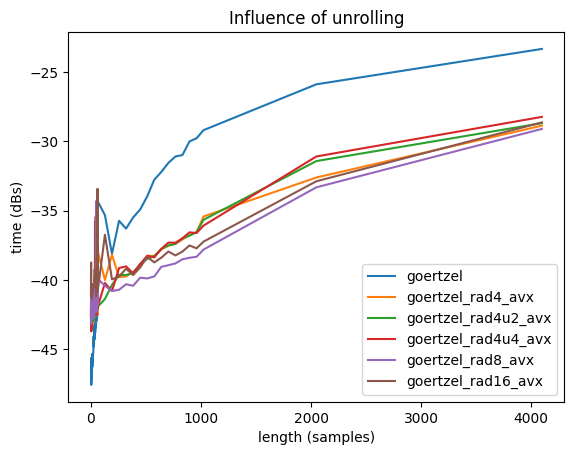 Influence of unrolling
time (dBs)
−25
−30
−35
−40
−45
0
1000
2000
3000
4000
length (samples)
goertzel
goertzel_rad4_avx
goertzel_rad4u2_avx
goertzel_rad4u4_avx
goertzel_rad8_avx
goertzel_rad16_avx